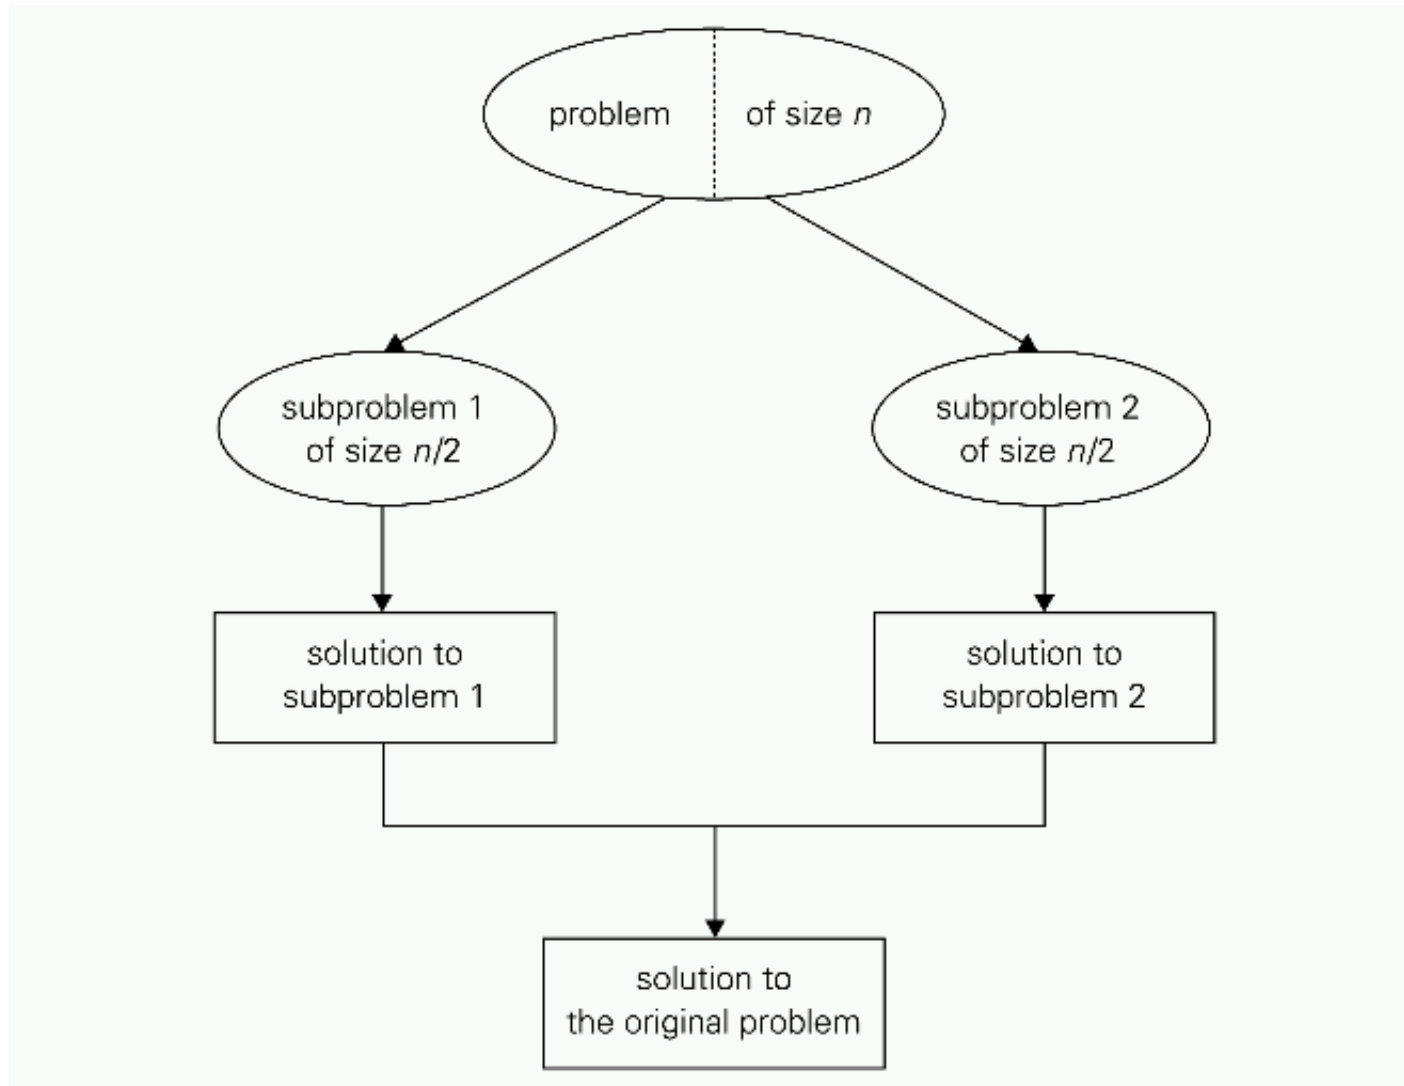 problem of size n
subproblem 1
of size n/2
subproblem 2
of size n/2
solution to
subproblem 1
solution to
subproblem 2
solution to
the original problem